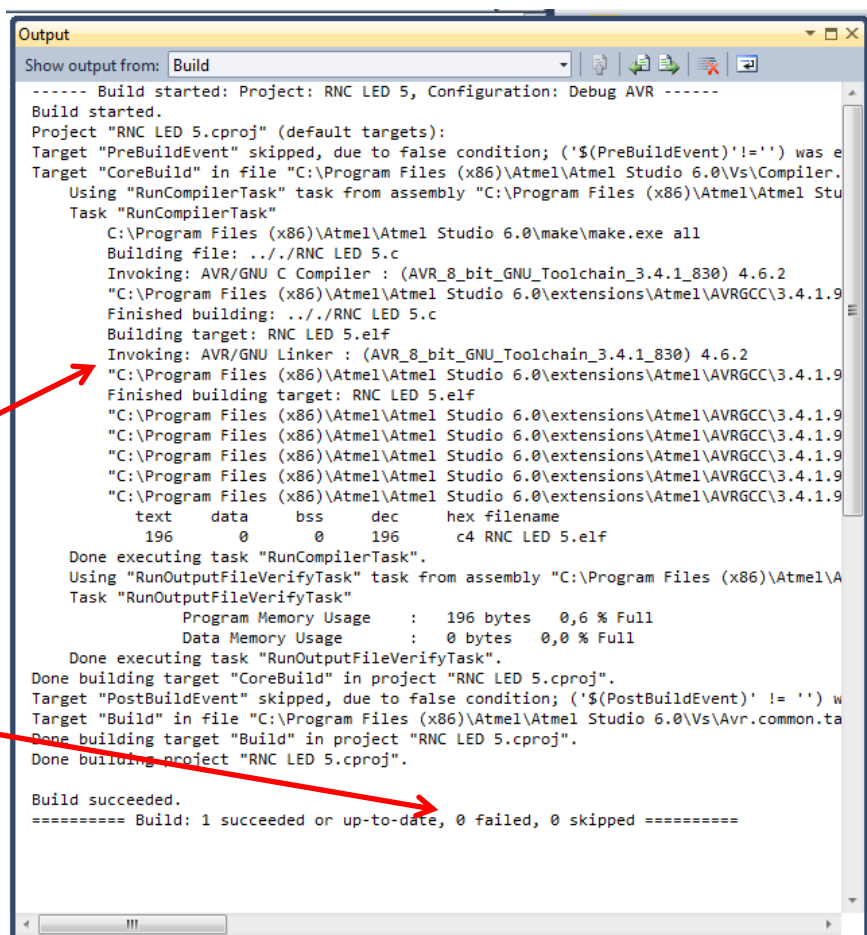 Output
Show output from: Build
------ Build started: Project: RNC LED 5, Configuration: Debug AVR ------
Build started.
Project "RNC LED 5.cproj" (default targets):
Target "PreBuildEvent" skipped, due to false condition; ('$(PreBuildEvent)'!='') was e
Target "CoreBuild" in file "C:\Program Files (x86)\Atmel\Atmel Studio 6.0\Vs\Compiler.
Using "RunCompilerTask" task from assembly "C:\Program Files (x86)\Atmel\Atmel Stu
Task "RunCompilerTask"
C:\Program Files (x86)\Atmel\Atmel Studio 6.0\make\make.exe all
Building file: .././RNC LED 5.c
Invoking: AVR/GNU C Compiler : (AVR_8_bit_GNU_Toolchain_3.4.1_830) 4.6.2
"C:\Program Files (x86)\Atmel\Atmel Studio 6.0\extensions\Atmel\AVRGCC\3.4.1.9
Finished building: .././RNC LED 5.c
Building target: RNC LED 5.elf
Invoking: AVR/GNU Linker : (AVR_8_bit_GNU_Toolchain_3.4.1_830) 4.6.2
"C:\Program Files (x86)\Atmel\Atmel Studio 6.0\extensions\Atmel\AVRGCC\3.4.1.9
Finished building target: RNC LED 5.elf
"C:\Program Files (x86)\Atmel\Atmel Studio 6.0\extensions\Atmel\AVRGCC\3.4.1.9
"C:\Program Files (x86)\Atmel\Atmel Studio 6.0\extensions\Atmel\AVRGCC\3.4.1.9
"C:\Program Files (x86)\Atmel\Atmel Studio 6.0\extensions\Atmel\AVRGCC\3.4.1.9
"C:\Program Files (x86)\Atmel\Atmel Studio 6.0\extensions\Atmel\AVRGCC\3.4.1.9
"C:\Program Files (x86)\Atmel\Atmel Studio 6.0\extensions\Atmel\AVRGCC\3.4.1.9
text data bss dec hex filename
196 0 0 196 c4 RNC LED 5.elf
Done executing task "RunCompilerTask".
Using "RunOutputFileVerifyTask" task from assembly "C:\Program Files (x86)\Atmel\A
Task "RunOutputFileVerifyTask"
Program Memory Usage : 196 bytes 0,6 % Full
Data Memory Usage : 0 bytes 0,0 % Full
Done executing task "RunOutputFileVerifyTask".
Done building target "CoreBuild" in project "RNC LED 5.cproj".
Target "PostBuildEvent" skipped, due to false condition; ('$(PostBuildEvent)' != '') w
Target "Build" in file "C:\Program Files (x86)\Atmel\Atmel Studio 6.0\Vs\Avr.common.ta
Done building target "Build" in project "RNC LED 5.cproj".
Done building project "RNC LED 5.cproj".
Build succeeded.
========== Build: 1 succeeded or up-to-date, 0 failed, 0 skipped ==========